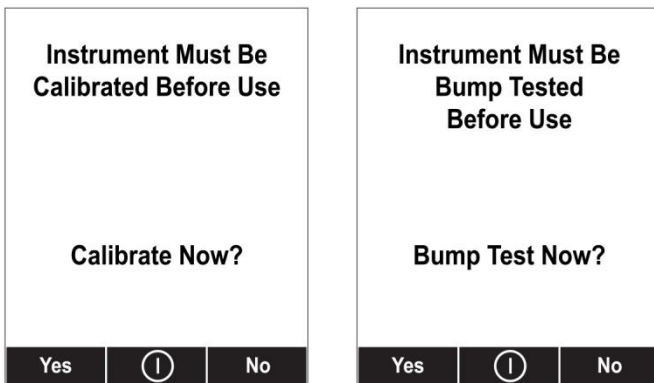 Instrument Must Be
Calibrated Before Use
Calibrate Now?
Yes
No
Instrument Must Be
Bump Tested
Before Use
Bump Test Now?
Yes
No